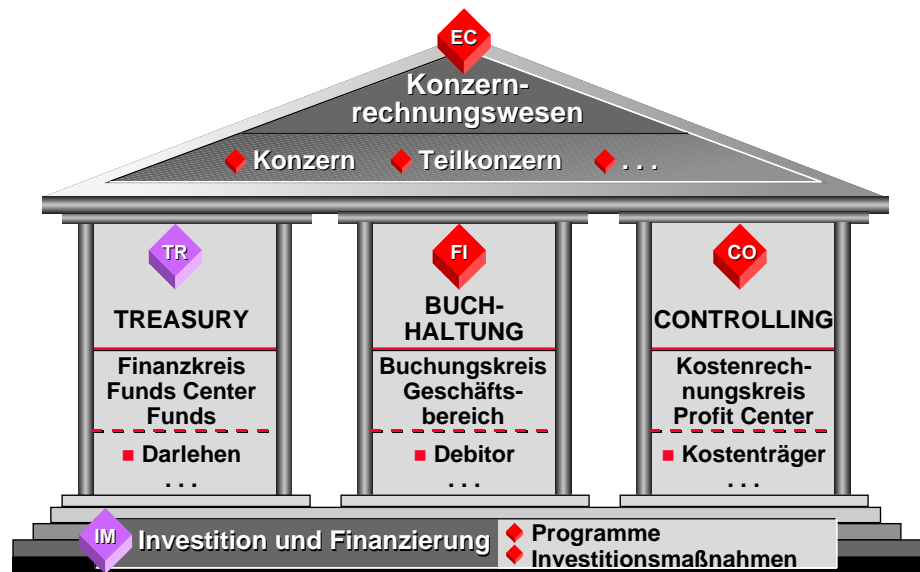 EC
Konzern-
rechnungswesen
Konzern Teilkonzern . . .
TR
TREASURY
Finanzkreis
Funds Center
Funds
Darlehen
. . .
FI
BUCH-
HALTUNG
Buchungskreis
Geschäfts-
bereich
Debitor
. . .
CO
CONTROLLING
Kostenrech-
nungskreis
Profit Center
Kostenträger
. . .
IM
Investition und Finanzierung
Programme
Investitionsmaßnahmen